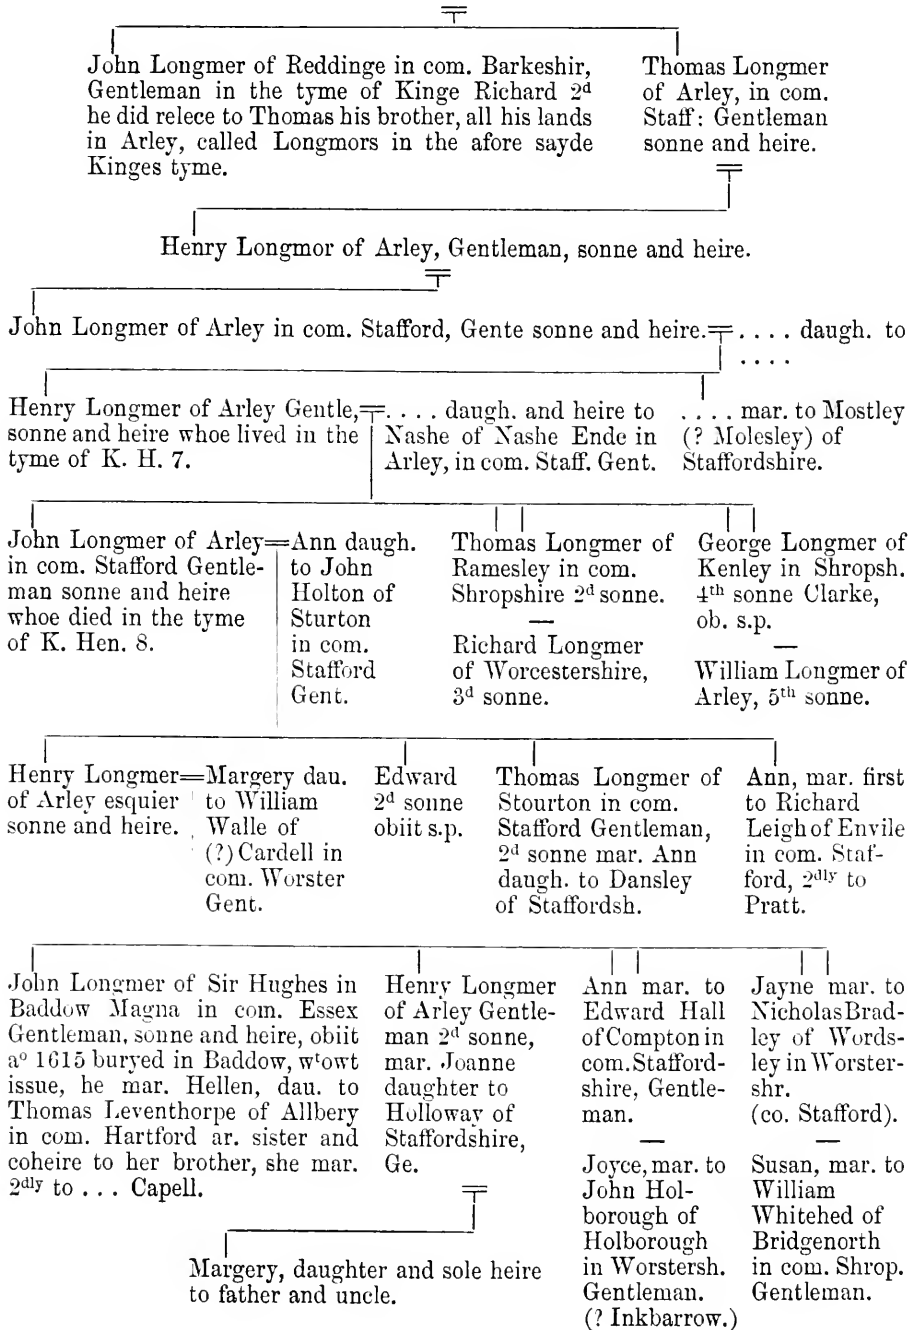 John Longmer of Reddinge in com. Barkeshir,
Gentleman in the tyme of Kinge Richard 2d
he did relece to Thomas his brother, all his lands
in Arley, called Longmors in the afore sayde
Kinges tyme.
Thomas Longmer
of Arley, in com.
Staff: Gentleman
sonne and heire.
Henry Longmor of Arley, Gentleman, sonne and heire.
John Longmer of Arley in com. Stafford, Gente sonne and heire.= . . . . daugh. to
. . . .
Henry Longmer of Arley Gentle,=
sonne and heire whoe lived in the
tyme of K. H. 7.
. . . . daugh. and heire to
Nashe of Nashe Ende in
Arley, in com. Staff. Gent.
. . . . mar. to Mostley
(? Molesley) of
Staffordshire.
John Longmer of Arley=
in com. Stafford Gentle-
man sonne and heire
whoe died in the tyme
of K. Hen. 8.
Ann daugh.
to John
Holton of
Sturton
in com.
Stafford
Gent.
Thomas Longmer of
Ramesley in com.
Shropshire 2d sonne.
—
Richard Longmer
of Worcestershire,
3d sonne.
George Longmer of
Kenley in Shropsh.
4th sonne Clarke,
ob. s.p.
—
William Longmer of
Arley, 5th sonne.
Henry Longmer=
of Arley esquier
sonne and heire.
Margery dau.
to William
Walle of
(?) Cardell in
com. Worster
Gent.
Edward
2d sonne
obiit s.p.
Thomas Longmer of
Stourton in com.
Stafford Gentleman,
2d sonne mar. Ann
daugh. to Dansley
of Staffordsh.
Ann, mar. first
to Richard
Leigh of Envile
in com. Staf-
ford, 2dly to
Pratt.
John Longmer of Sir Hughes in
Baddow Magna in com. Essex
Gentleman, sonne and heire, obiit
ao 1615 buryed in Baddow, wtowt
issue, he mar. Hellen, dau. to
Thomas Leventhorpe of Allbery
in com. Hartford ar. sister and
coheire to her brother, she mar.
2dly to . . . Capell.
Henry Longmer
of Arley Gentle-
man 2d sonne,
mar. Joanne
daughter to
Holloway of
Staffordshire,
Ge.
Ann mar. to
Edward Hall
of Compton in
com. Stafford-
shire, Gentle-
man.
—
Joyce, mar. to
John Hol-
borough of
Holborough
in Worstersh.
Gentleman.
(? Inkbarrow.)
Jayne mar. to
Nicholas Brad-
ley of Words-
ley in Worster-
shr.
(co. Stafford).
—
Susan, mar. to
William
Whitehed of
Bridgenorth
in com. Shrop.
Gentleman.
Margery, daughter and sole heire
to father and uncle.